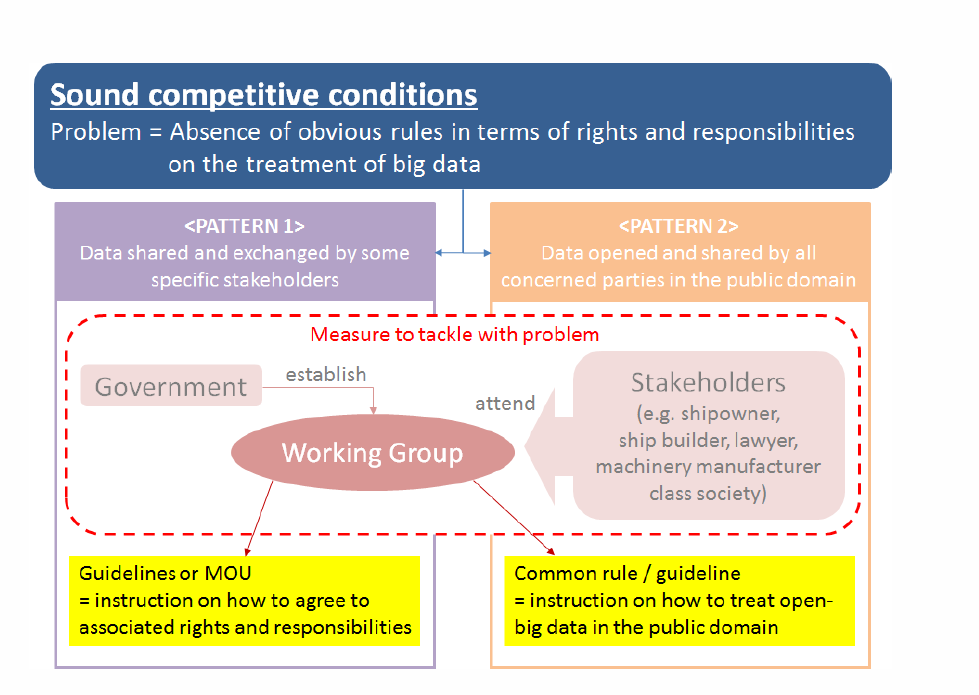 Sound competitive conditions
Problem = Absence of obvious rules in terms of rights and responsibilities
on the treatment of big data
<PATTERN 1>
Data shared and exchanged by some
specific stakeholders
<PATTERN 2>
Data opened and shared by all
concerned parties in the public domain
Measure to tackle with problem
Government
establish
attend
Working Group
Stakeholders
(e.g. shipowner,
ship builder, lawyer,
machinery manufacturer
class society)
Guidelines or MOU
= instruction on how to agree to
associated rights and responsibilities
Common rule / guideline
= instruction on how to treat open-
big data in the public domain